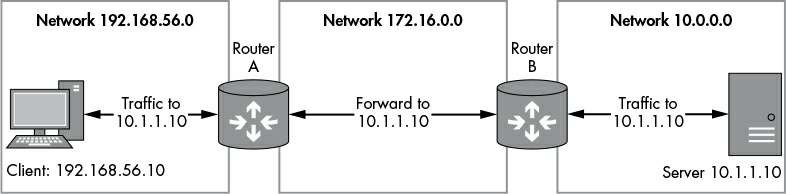 Network 192.168.56.0
Network 172.16.0.0
Network 10.0.0.0
Router
A
Router
B
Traffic to
10.1.1.10
Forward to
10.1.1.10
Traffic to
10.1.1.10
Client: 192.168.56.10
Server 10.1.1.10